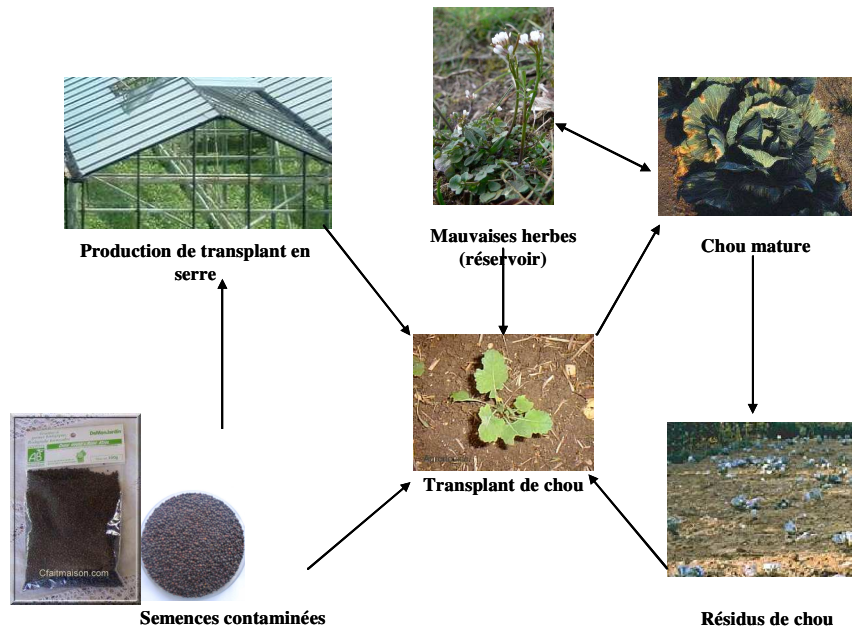 Production de transplant en
serre
Mauvaises herbes
(réservoir)
Chou mature
Transplant de chou
AB
Cfaitmaison.com
Semences contaminées
Résidus de chou